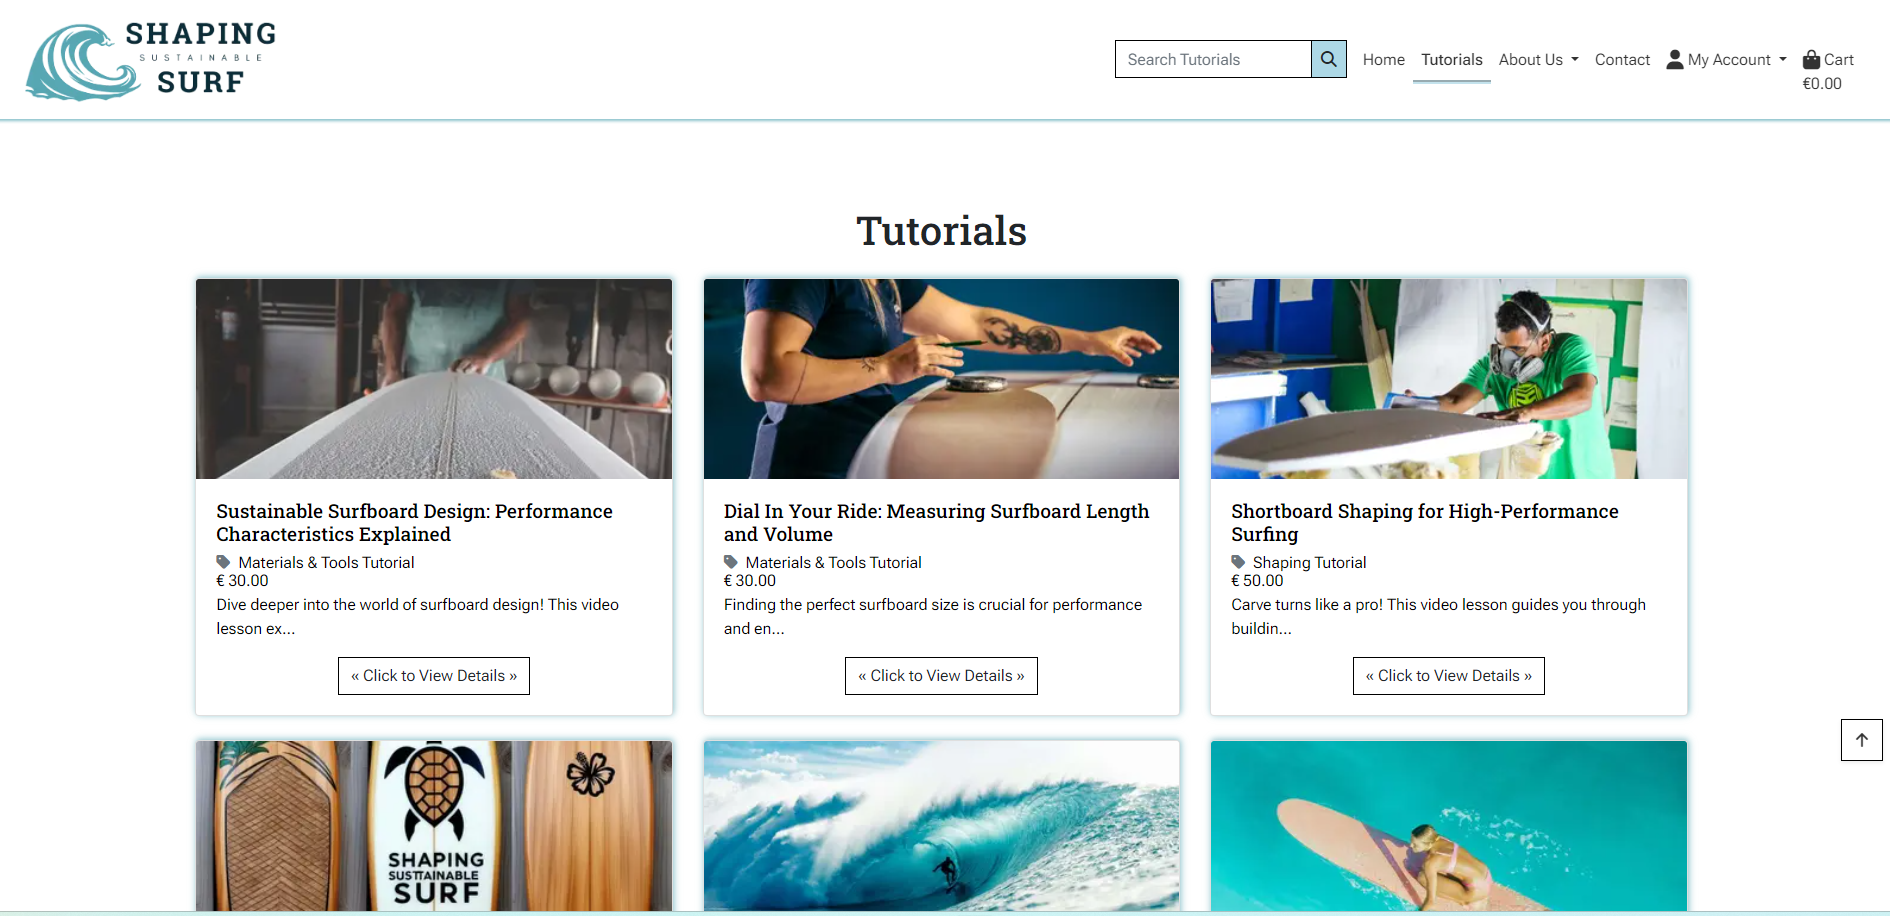 SHAPING
SUSTAINABLE
SURF
Search Tutorials
Home
Tutorials
About Us
Contact
My Account
Cart
€0.00
Tutorials
Sustainable Surfboard Design: Performance
Characteristics Explained
Materials & Tools Tutorial
€ 30.00
Dive deeper into the world of surfboard design! This video
lesson ex...
« Click to View Details »
Dial In Your Ride: Measuring Surfboard Length
and Volume
Materials & Tools Tutorial
€ 30.00
Finding the perfect surfboard size is crucial for performance
and en...
« Click to View Details »
Shortboard Shaping for High-Performance
Surfing
Shaping Tutorial
€ 50.00
Carve turns like a pro! This video lesson guides you through
buildin...
« Click to View Details »
SHAPING
SUSTTAINABLE
SURF